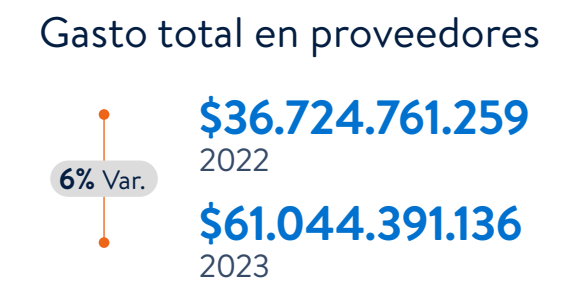 Gasto total en proveedores
$36.724.761.259
2022
6% Var.
$61.044.391.136
2023